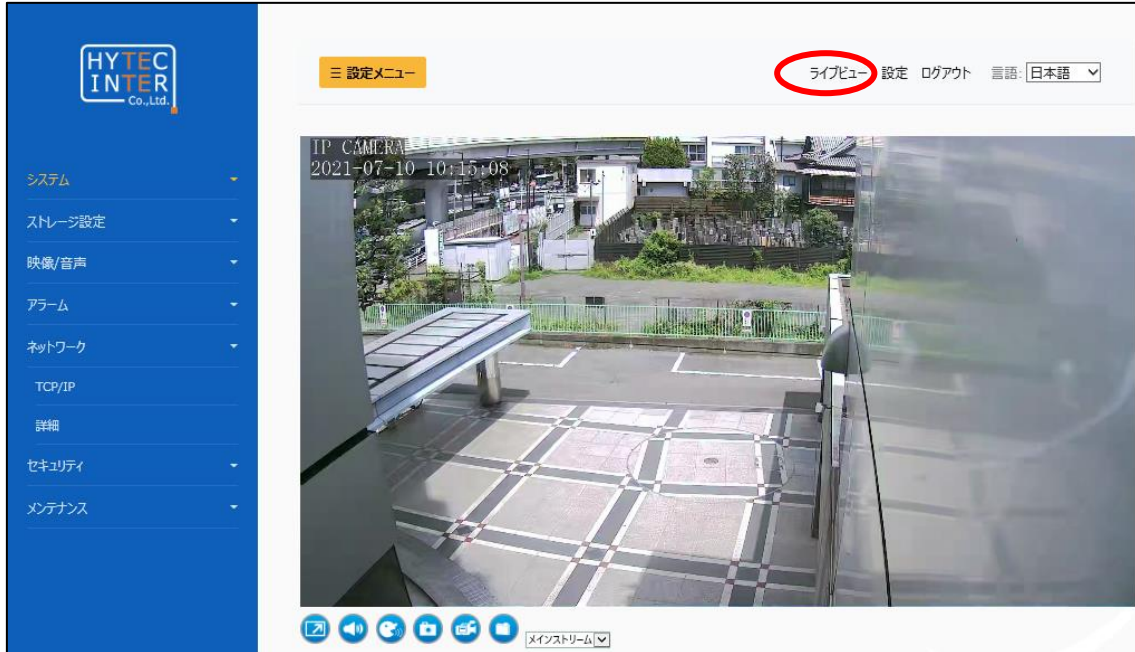 HYTEC
INTER
Co.,Ltd.
☰ 設定メニュー
ライブビュー 設定 ログアウト 言語: 日本語
システム
ストレージ設定
映像/音声
アラーム
ネットワーク
TCP/IP
詳細
セキュリティ
メンテナンス
IP CAMERA
2021-07-10 10:15:08
メインストリーム